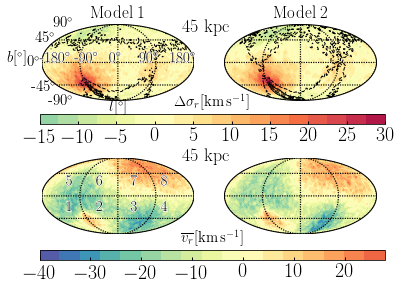 Model 1 Model 2
90°
45 kpc
45°
b[°] 0° -180° -90° 0° 90° 180°
-45°
-90°
l[°] Δσr[km s⁻¹]
−15 −10 −5 0 5 10 15 20 25 30
45 kpc
5 6 7 8
1 2 3 4
v̅r[km s⁻¹]
−40 −30 −20 −10 0 10 20